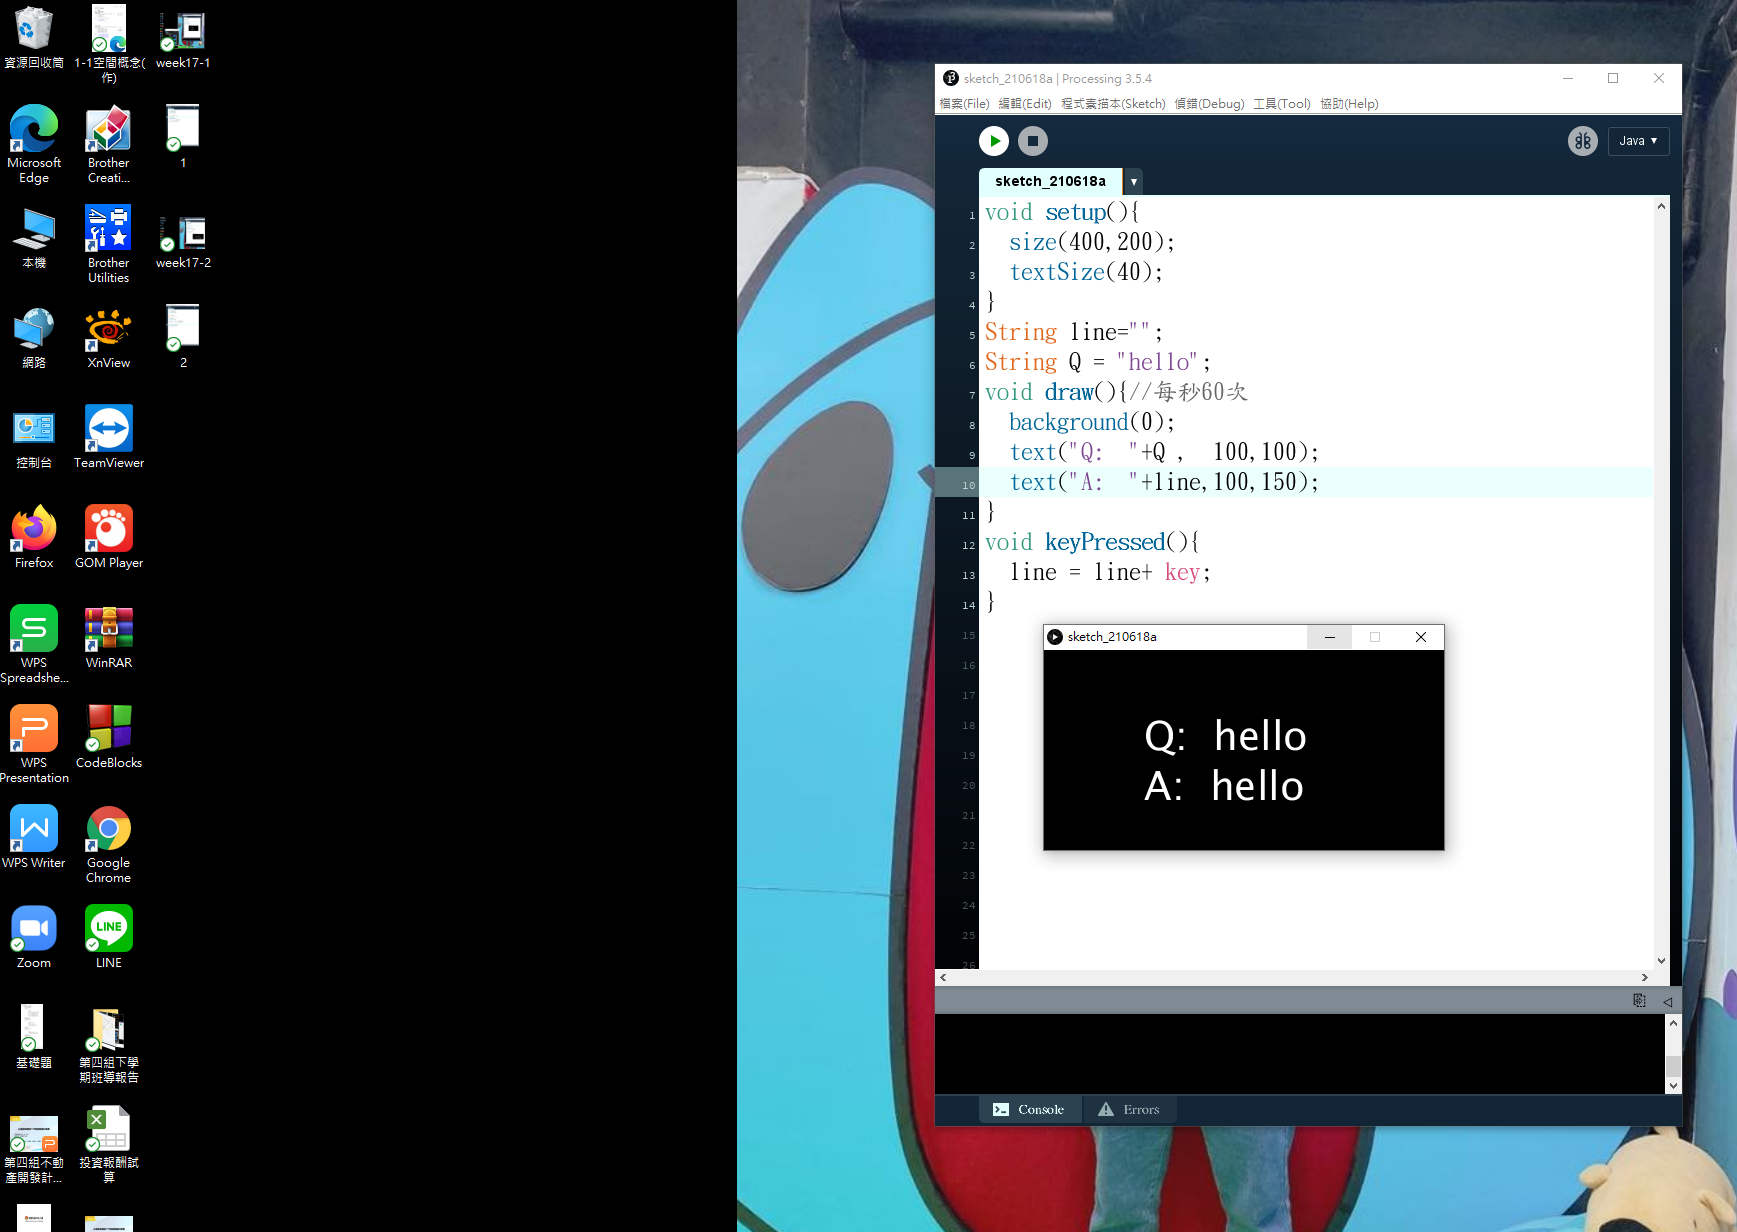 資源回收筒
1-1空間概念(
作)
week17-1
Microsoft
Edge
Brother
Creati...
1
本機
Brother
Utilities
week17-2
網路
XnView
2
控制台
TeamViewer
Firefox
GOM Player
WPS
Spreadshe...
WinRAR
WPS
Presentation
CodeBlocks
WPS Writer
Google
Chrome
Zoom
LINE
LINE
基礎題
第四組下學
期班導報告
第四組不動
產開發計...
投資報酬試
算
sketch_210618a | Processing 3.5.4
檔案(File) 編輯(Edit) 程式素描本(Sketch) 偵錯(Debug) 工具(Tool) 協助(Help)
Java
sketch_210618a
1 void setup(){
2 size(400,200);
3 textSize(40);
4 }
5 String line="";
6 String Q = "hello";
7 void draw(){//每秒60次
8 background(0);
9 text("Q:  "+Q ,  100,100);
10 text("A:  "+line,100,150);
11 }
12 void keyPressed(){
13 line = line+ key;
14 }
15
16
17
18
19
20
21
22
23
24
25
26
sketch_210618a
Q:  hello
A:  hello
Console
Errors